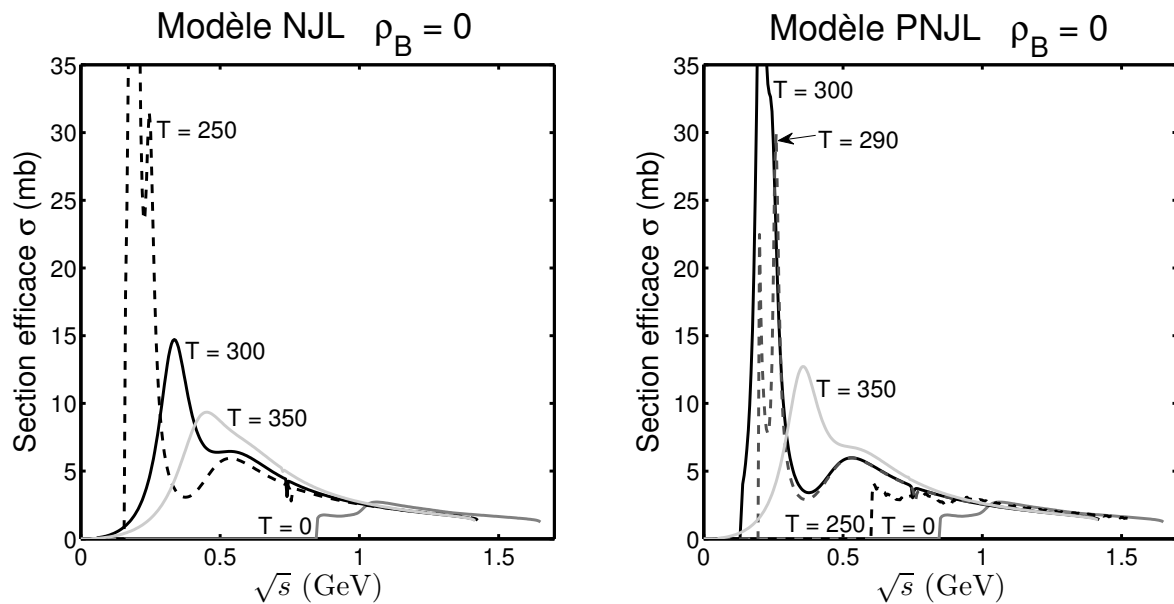 Modèle NJL ρ_B = 0
35
30
25
20
15
10
5
0
Section efficace σ (mb)
T = 250
T = 300
T = 350
T = 0
0
0.5
1
1.5
√s (GeV)
Modèle PNJL ρ_B = 0
35
30
25
20
15
10
5
0
Section efficace σ (mb)
T = 300
T = 290
T = 350
T = 250
T = 0
0
0.5
1
1.5
√s (GeV)